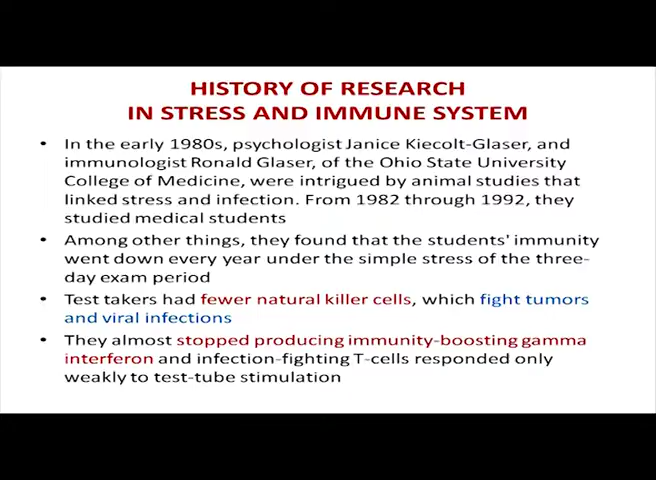 HISTORY OF RESEARCH
IN STRESS AND IMMUNE SYSTEM
• In the early 1980s, psychologist Janice Kiecolt-Glaser, and
immunologist Ronald Glaser, of the Ohio State University
College of Medicine, were intrigued by animal studies that
linked stress and infection. From 1982 through 1992, they
studied medical students
• Among other things, they found that the students' immunity
went down every year under the simple stress of the three-
day exam period
• Test takers had fewer natural killer cells, which fight tumors
and viral infections
• They almost stopped producing immunity-boosting gamma
interferon and infection-fighting T-cells responded only
weakly to test-tube stimulation